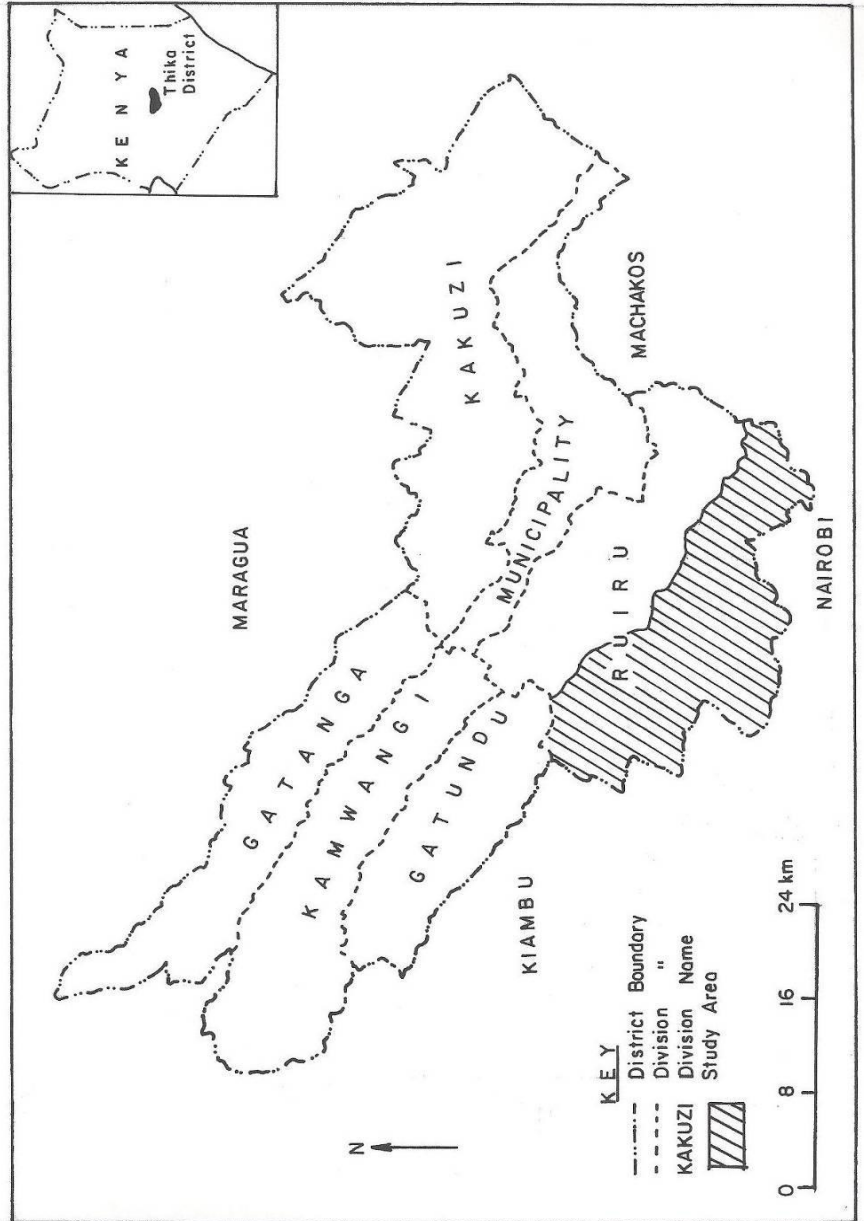 KENYA
Thika
District
MARAGUA
GATANGA
KAMWANGI
GATUNDU
KAKUZI
MUNICIPALITY
RUIRU
MACHAKOS
KIAMBU
NAIROBI
N
KEY
District Boundary
Division "
KAKUZI Division Name
Study Area
0 8 16 24 km